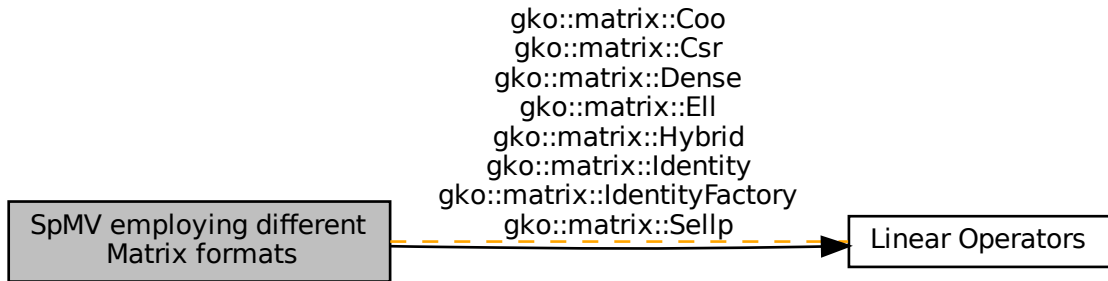 gko::matrix::Coo
gko::matrix::Csr
gko::matrix::Dense
gko::matrix::Ell
gko::matrix::Hybrid
gko::matrix::Identity
gko::matrix::IdentityFactory
gko::matrix::Sellp
SpMV employing different
Matrix formats
Linear Operators